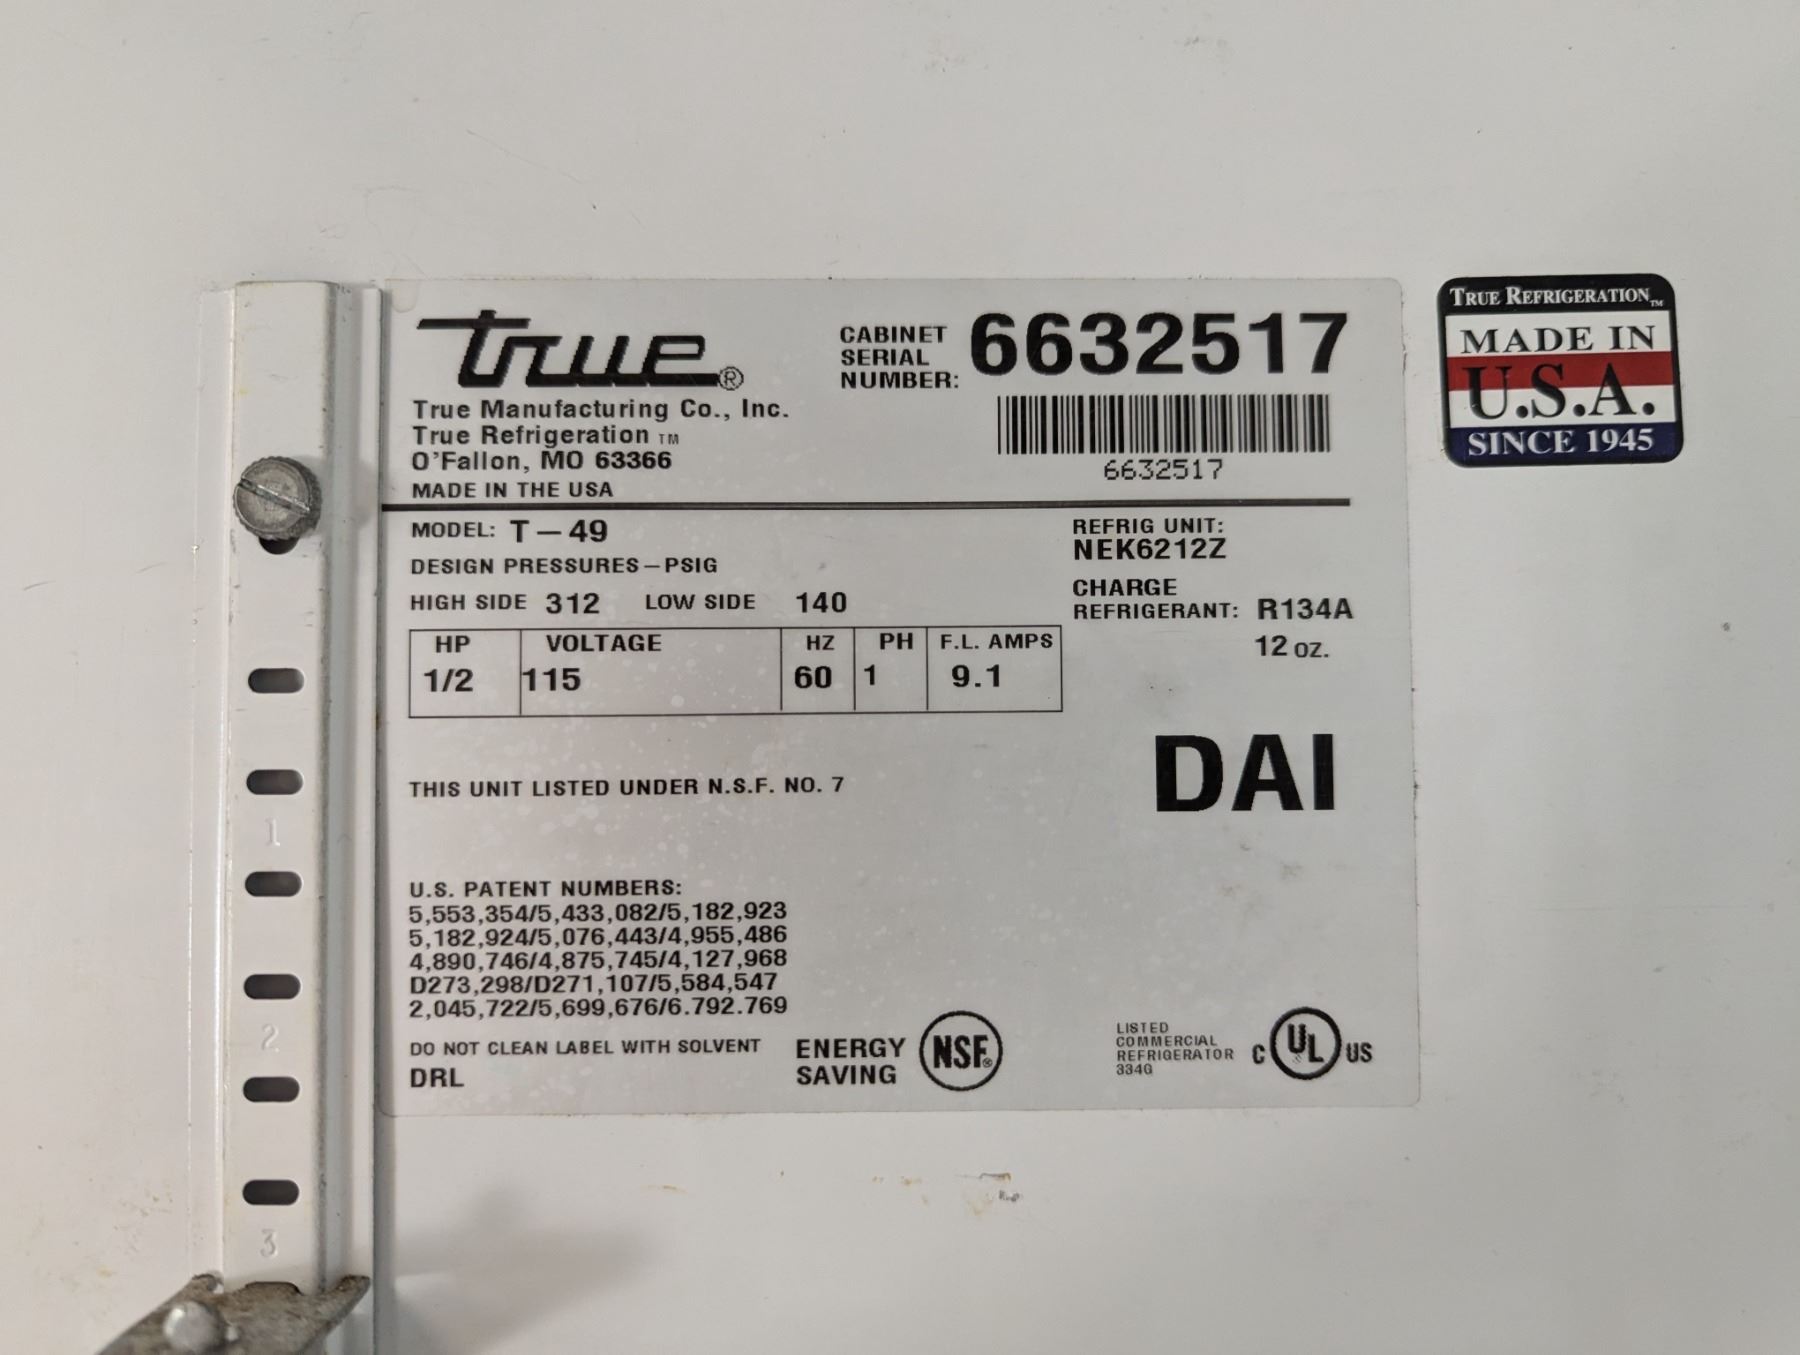 true®
True Manufacturing Co., Inc.
True Refrigeration TM
O'Fallon, MO 63366
MADE IN THE USA
CABINET
SERIAL
NUMBER: 6632517
6632517
TRUE REFRIGERATION TM
MADE IN
U.S.A.
SINCE 1945
MODEL: T-49
DESIGN PRESSURES-PSIG
HIGH SIDE 312 LOW SIDE 140
REFRIG UNIT:
NEK6212Z
CHARGE
REFRIGERANT: R134A
12 OZ.
HP VOLTAGE HZ PH F.L. AMPS
1/2 115 60 1 9.1
DAI
THIS UNIT LISTED UNDER N.S.F. NO. 7
U.S. PATENT NUMBERS:
5,553,354/5,433,082/5,182,923
5,182,924/5,076,443/4,955,486
4,890,746/4,875,745/4,127,968
D273,298/D271,107/5,584,547
2,045,722/5,699,676/6.792.769
DO NOT CLEAN LABEL WITH SOLVENT
DRL
ENERGY
SAVING
NSF®
LISTED
COMMERCIAL
REFRIGERATOR
334G
C UL US
1
2
3